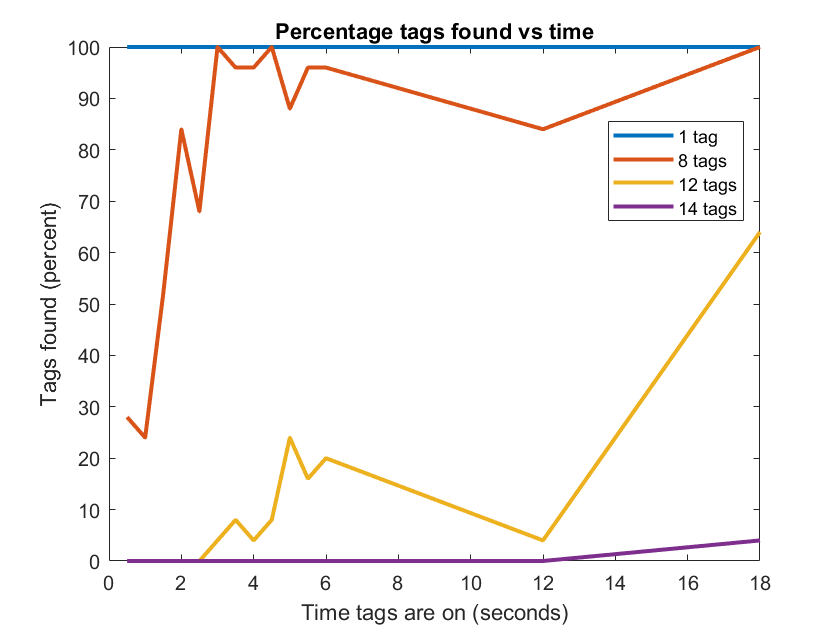 Percentage tags found vs time
100
90
80
70
60
50
40
30
20
10
0
Tags found (percent)
1 tag
8 tags
12 tags
14 tags
0 2 4 6 8 10 12 14 16 18
Time tags are on (seconds)